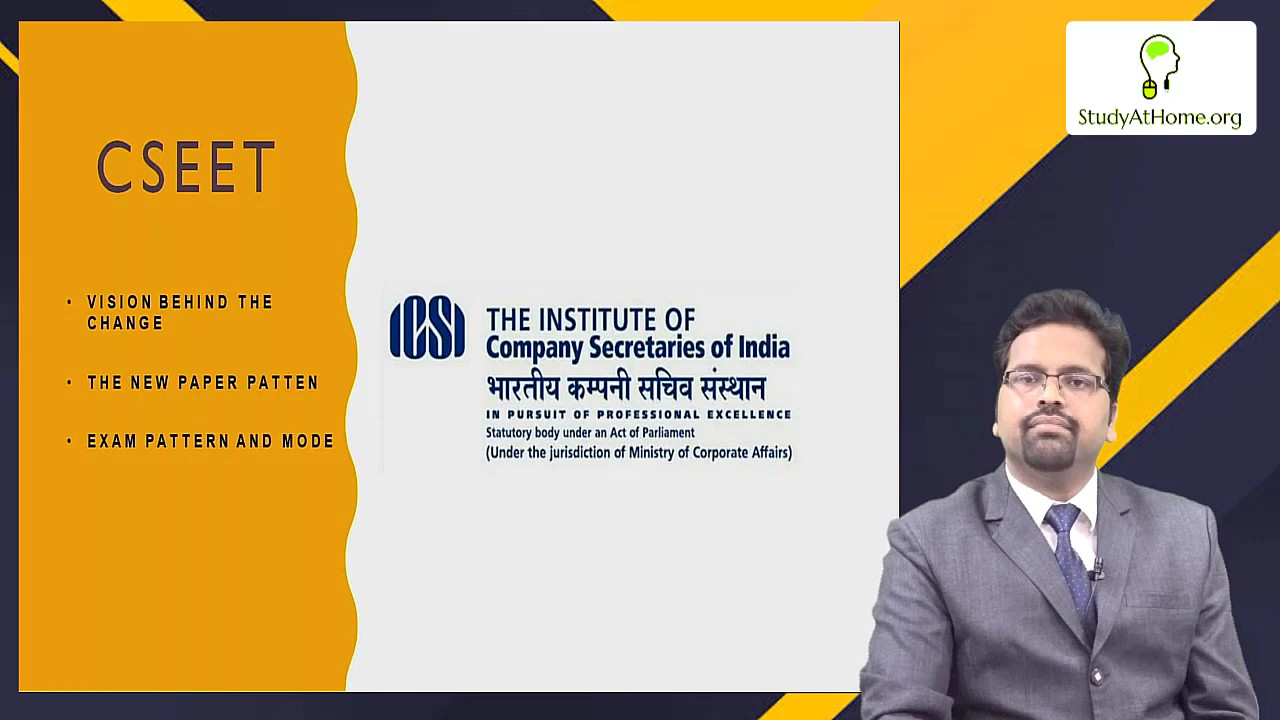 CSEET
• VISION BEHIND THE
CHANGE
• THE NEW PAPER PATTEN
• EXAM PATTERN AND MODE
ICSI
THE INSTITUTE OF
Company Secretaries of India
भारतीय कम्पनी सचिव संस्थान
IN PURSUIT OF PROFESSIONAL EXCELLENCE
Statutory body under an Act of Parliament
(Under the jurisdiction of Ministry of Corporate Affairs)
StudyAtHome.org